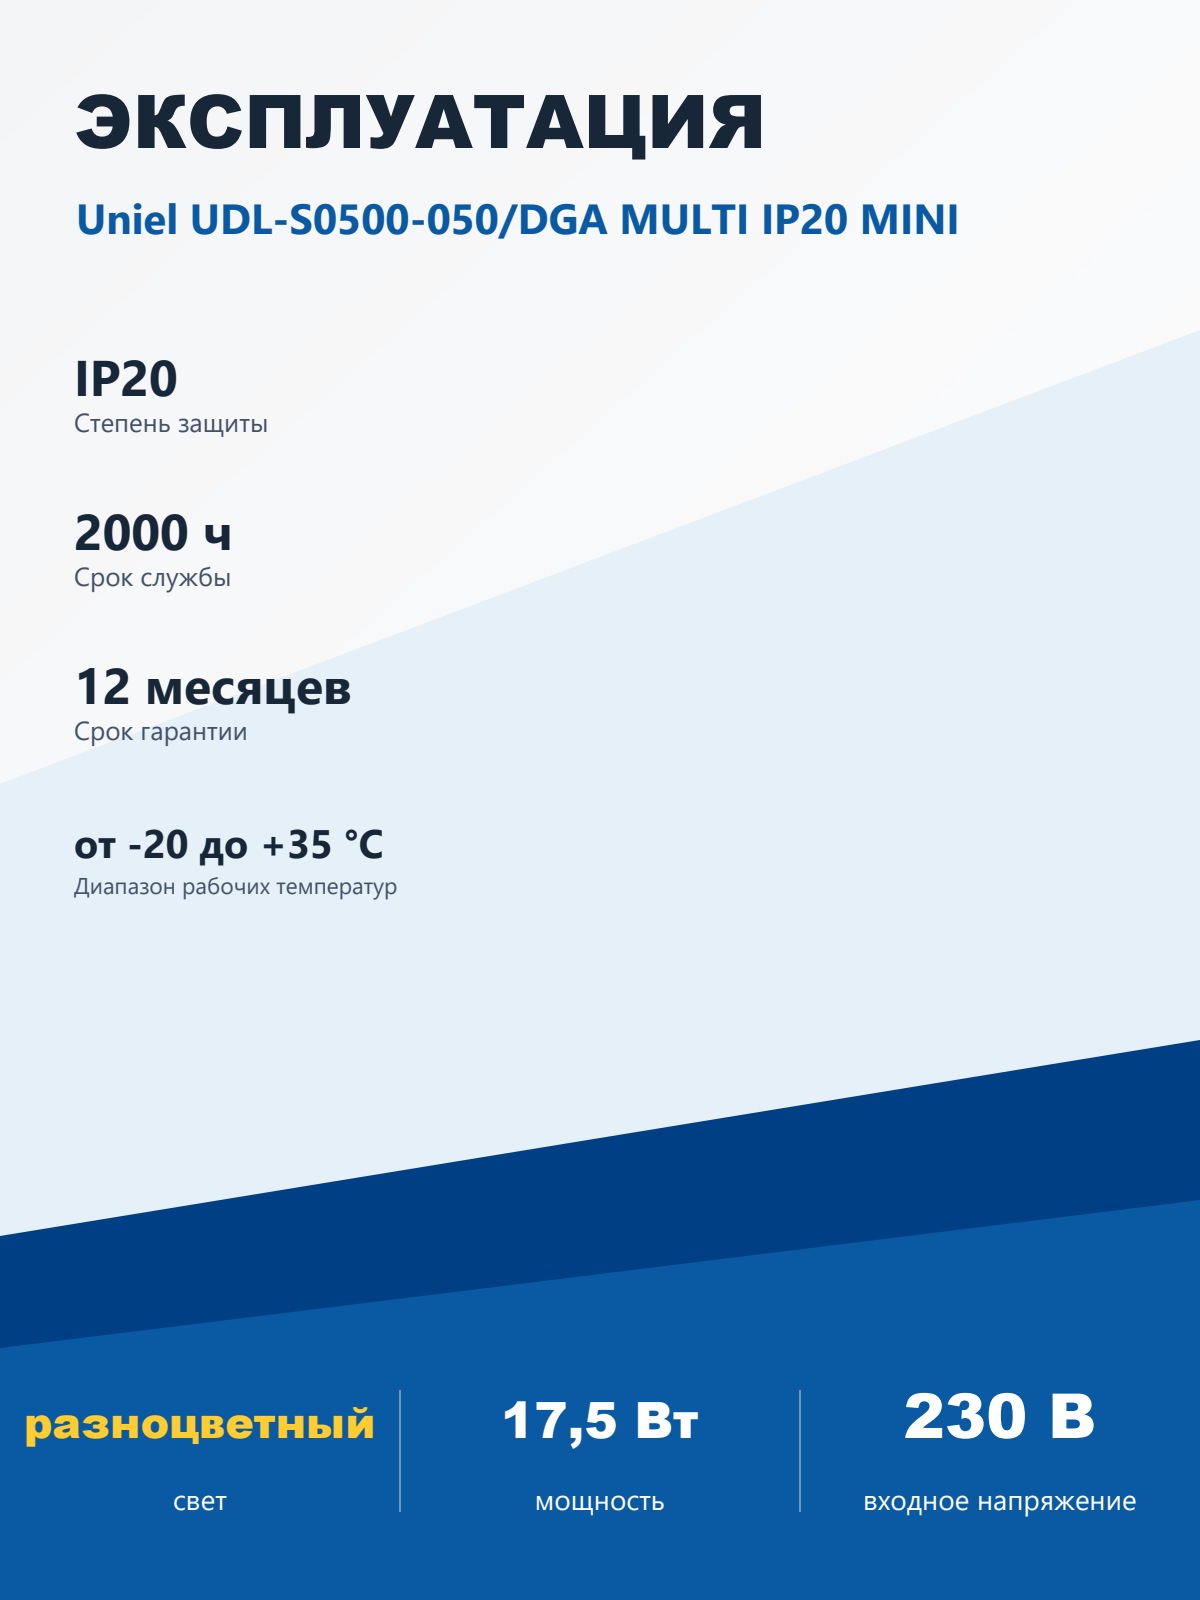 ЭКСПЛУАТАЦИЯ
Uniel UDL-S0500-050/DGA MULTI IP20 MINI
IP20
Степень защиты
2000 ч
Срок службы
12 месяцев
Срок гарантии
от -20 до +35 °C
Диапазон рабочих температур
разноцветный
свет
17,5 Вт
мощность
230 В
входное напряжение